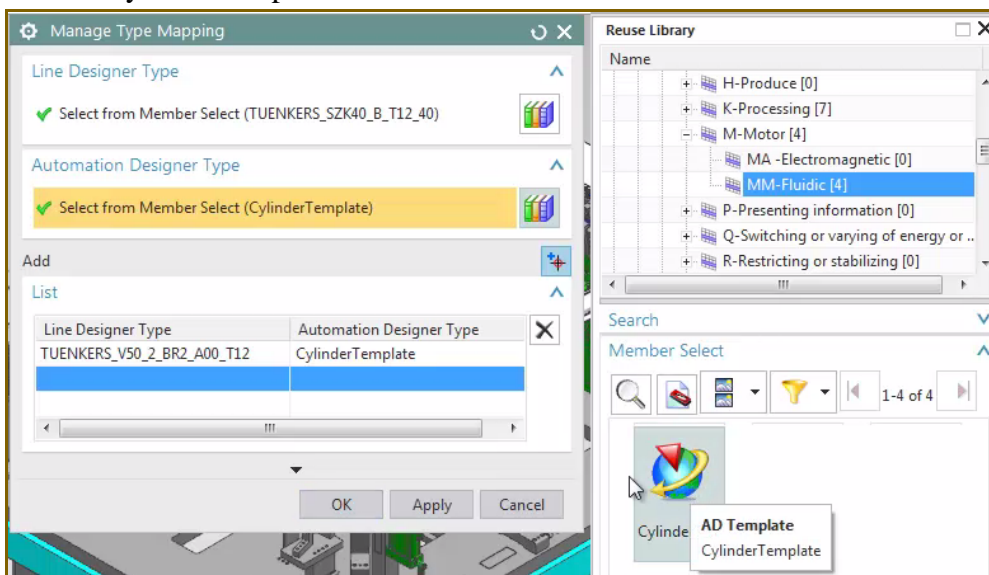 Manage Type Mapping
Line Designer Type
Select from Member Select (TUENKERS_SZK40_B_T12_40)
Automation Designer Type
Select from Member Select (CylinderTemplate)
Add
List
Line Designer Type Automation Designer Type
TUENKERS_V50_2_BR2_A00_T12 CylinderTemplate
OK Apply Cancel
Reuse Library
Name
H-Produce [0]
K-Processing [7]
M-Motor [4]
MA -Electromagnetic [0]
MM-Fluidic [4]
P-Presenting information [0]
Q-Switching or varying of energy or ..
R-Restricting or stabilizing [0]
Search
Member Select
1-4 of 4
Cylinde
AD Template
CylinderTemplate